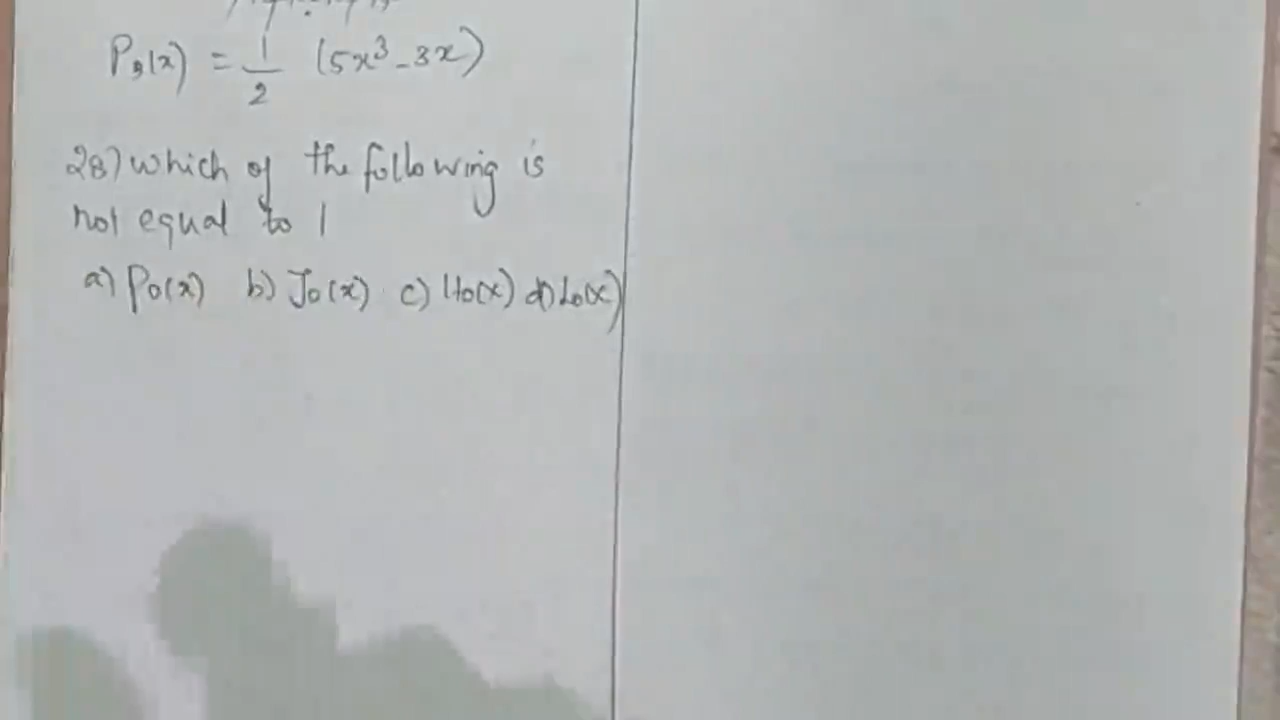 P₃(x) = 1/2 (5x³-3x)
28) which of the following is
not equal to 1
a) P₀(x) b) J₀(x) c) H₀(x) d) L₀(x)